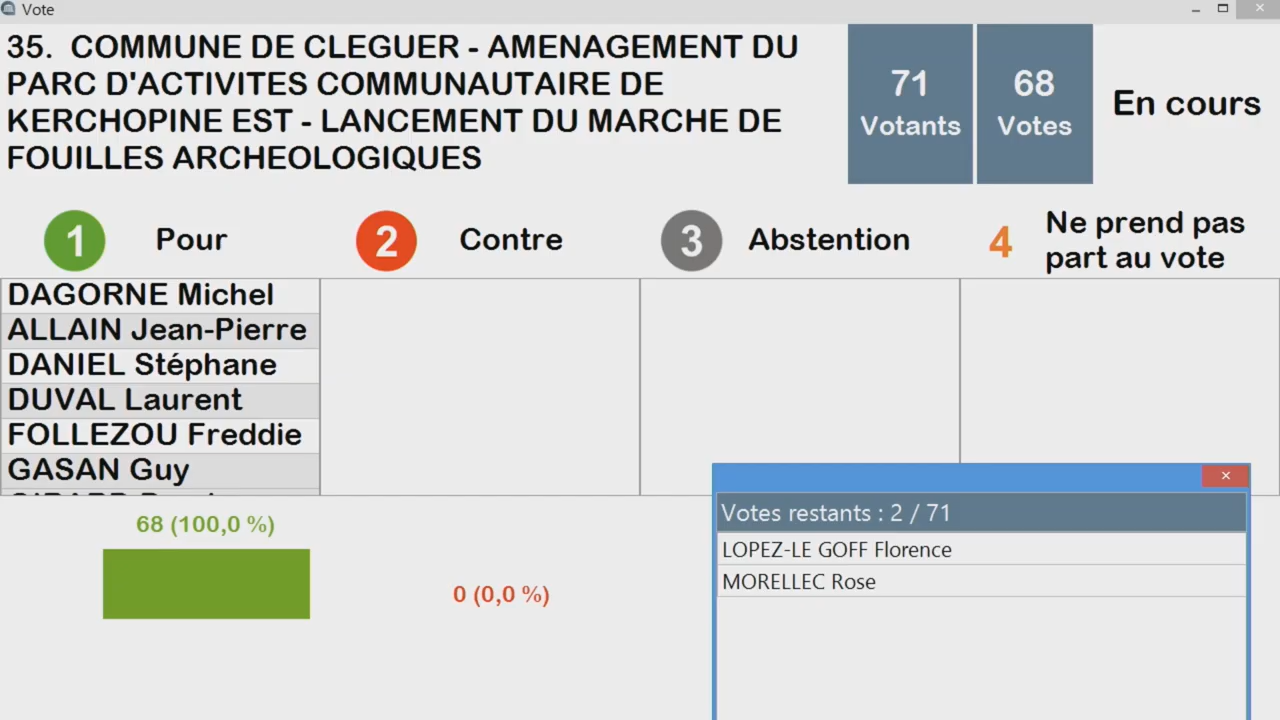 Vote
35. COMMUNE DE CLEGUER - AMENAGEMENT DU
PARC D'ACTIVITES COMMUNAUTAIRE DE
KERCHOPINE EST - LANCEMENT DU MARCHE DE
FOUILLES ARCHEOLOGIQUES
71
Votants
68
Votes
En cours
1 Pour
2 Contre
3 Abstention
4 Ne prend pas
part au vote
DAGORNE Michel
ALLAIN Jean-Pierre
DANIEL Stéphane
DUVAL Laurent
FOLLEZOU Freddie
GASAN Guy
68 (100,0 %)
0 (0,0 %)
Votes restants : 2 / 71
LOPEZ-LE GOFF Florence
MORELLEC Rose